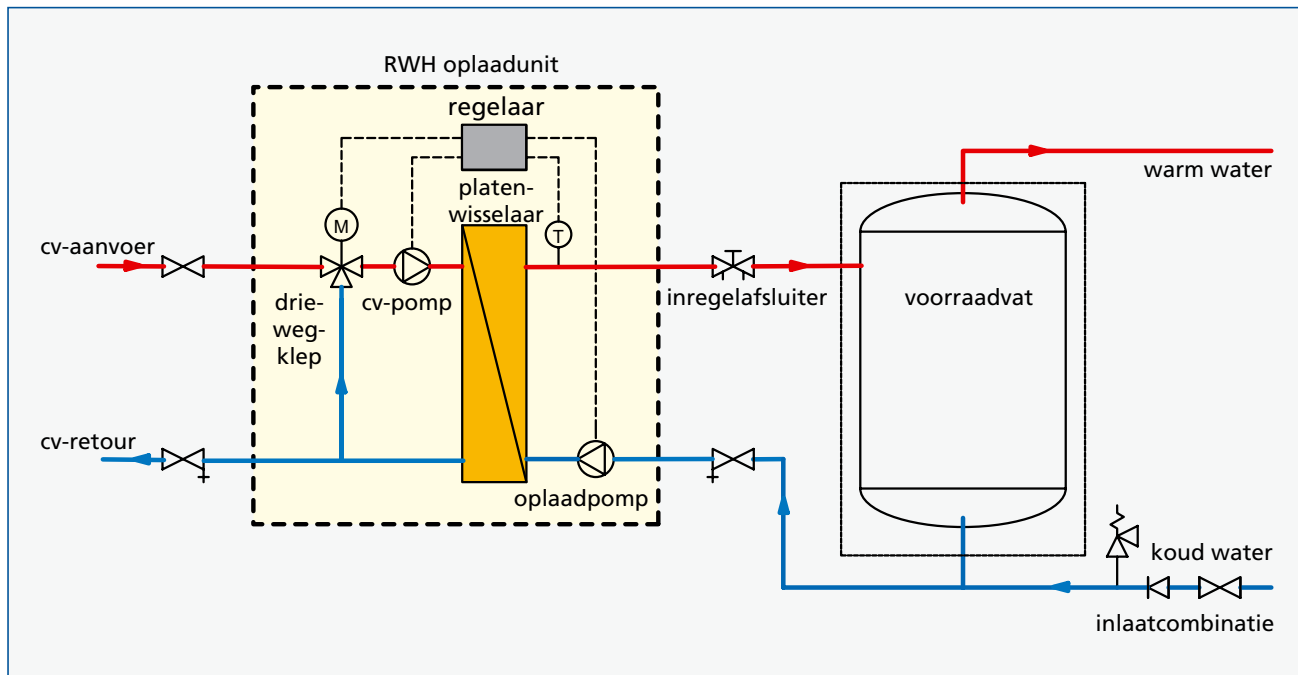 RWH oplaadunit
regelaar
platen-
wisselaar
M
T
cv-aanvoer
drie-
weg-
klep
cv-pomp
inregelafsluiter
voorraadvat
warm water
cv-retour
oplaadpomp
koud water
inlaatcombinatie